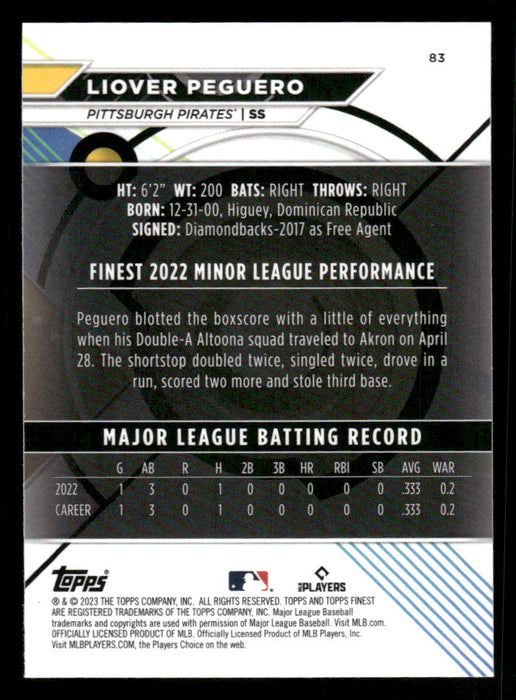 83
LIOVER PEGUERO
PITTSBURGH PIRATES® | SS
HT: 6'2" WT: 200 BATS: RIGHT THROWS: RIGHT
BORN: 12-31-00, Higuey, Dominican Republic
SIGNED: Diamondbacks-2017 as Free Agent
FINEST 2022 MINOR LEAGUE PERFORMANCE
Peguero blotted the boxscore with a little of everything
when his Double-A Altoona squad traveled to Akron on April
28. The shortstop doubled twice, singled twice, drove in a
run, scored two more and stole third base.
MAJOR LEAGUE BATTING RECORD
G AB R H 2B 3B HR RBI SB AVG WAR
2022 1 3 0 1 0 0 0 0 0 .333 0.2
CAREER 1 3 0 1 0 0 0 0 0 .333 0.2
Topps
MLB PLAYERS
® & © 2023 THE TOPPS COMPANY, INC. ALL RIGHTS RESERVED. TOPPS AND TOPPS FINEST
ARE REGISTERED TRADEMARKS OF THE TOPPS COMPANY, INC. Major League Baseball
trademarks and copyrights are used with permission of Major League Baseball. Visit MLB.com.
OFFICIALLY LICENSED PRODUCT OF MLB. Officially Licensed Product of MLB Players, Inc.
Visit MLBPLAYERS.COM, the Players Choice on the web.